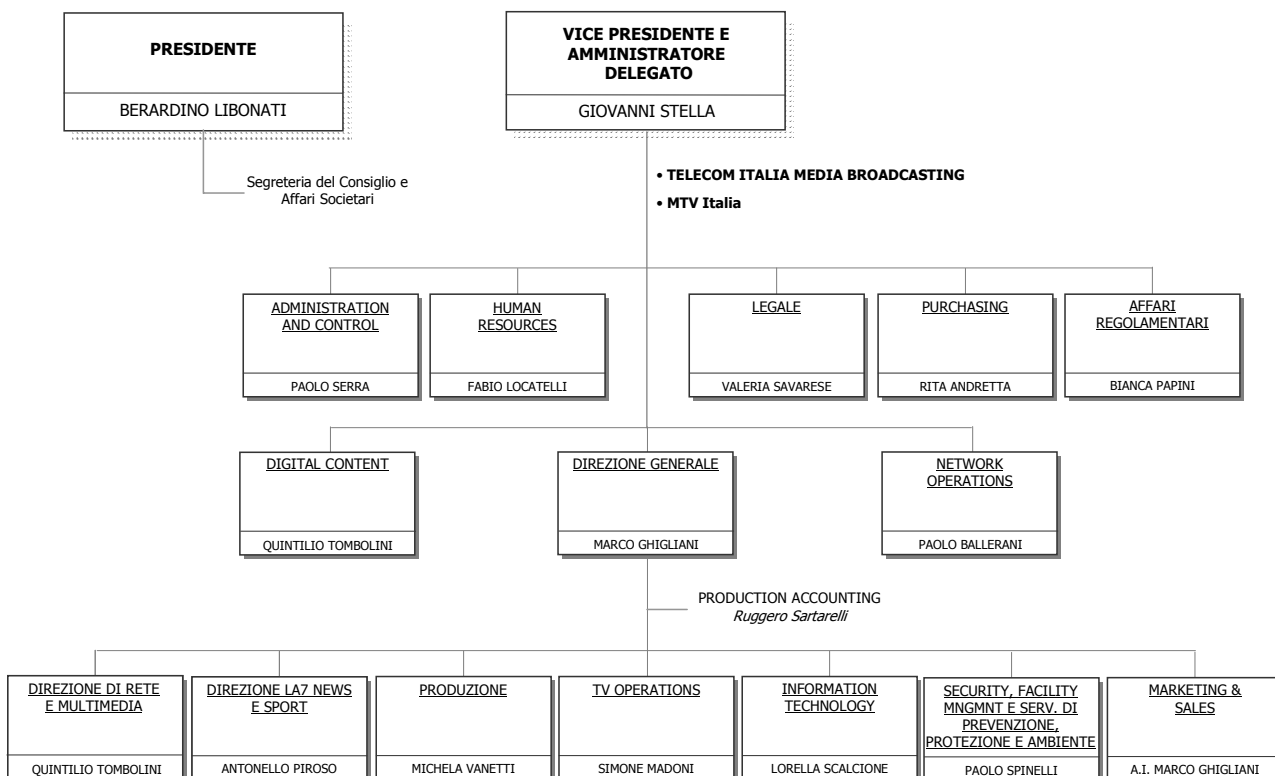 PRESIDENTE
BERARDINO LIBONATI
VICE PRESIDENTE E
AMMINISTRATORE
DELEGATO
GIOVANNI STELLA
Segreteria del Consiglio e
Affari Societari
• TELECOM ITALIA MEDIA BROADCASTING
• MTV Italia
ADMINISTRATION
AND CONTROL
PAOLO SERRA
HUMAN
RESOURCES
FABIO LOCATELLI
LEGALE
VALERIA SAVARESE
PURCHASING
RITA ANDRETTA
AFFARI
REGOLAMENTARI
BIANCA PAPINI
DIGITAL CONTENT
QUINTILIO TOMBOLINI
DIREZIONE GENERALE
MARCO GHIGLIANI
NETWORK
OPERATIONS
PAOLO BALLERANI
PRODUCTION ACCOUNTING
Ruggero Sartarelli
DIREZIONE DI RETE
E MULTIMEDIA
QUINTILIO TOMBOLINI
DIREZIONE LA7 NEWS
E SPORT
ANTONELLO PIROSO
PRODUZIONE
MICHELA VANETTI
TV OPERATIONS
SIMONE MADONI
INFORMATION
TECHNOLOGY
LORELLA SCALCIONE
SECURITY, FACILITY
MNGMNT E SERV. DI
PREVENZIONE,
PROTEZIONE E AMBIENTE
PAOLO SPINELLI
MARKETING &
SALES
A.I. MARCO GHIGLIANI